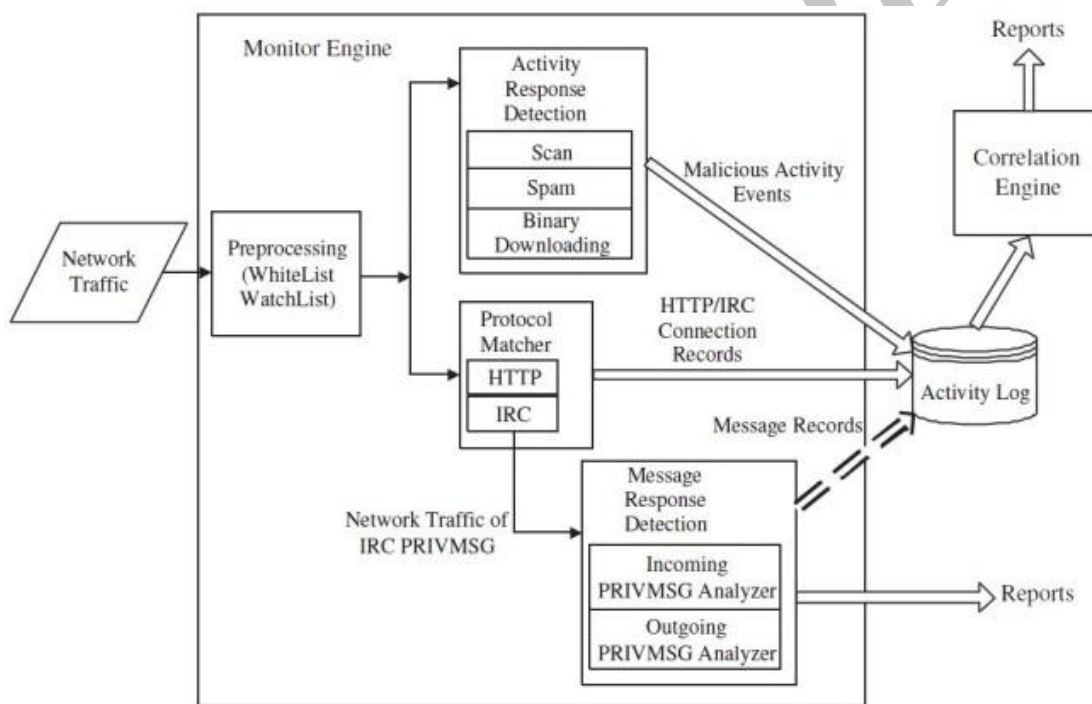 Monitor Engine
Activity
Response
Detection
Scan
Spam
Binary
Downloading
Reports
Correlation
Engine
Malicious Activity
Events
Network
Traffic
Preprocessing
(WhiteList
WatchList)
Protocol
Matcher
HTTP
IRC
HTTP/IRC
Connection
Records
Activity Log
Message Records
Network Traffic of
IRC PRIVMSG
Message
Response
Detection
Incoming
PRIVMSG Analyzer
Outgoing
PRIVMSG Analyzer
Reports